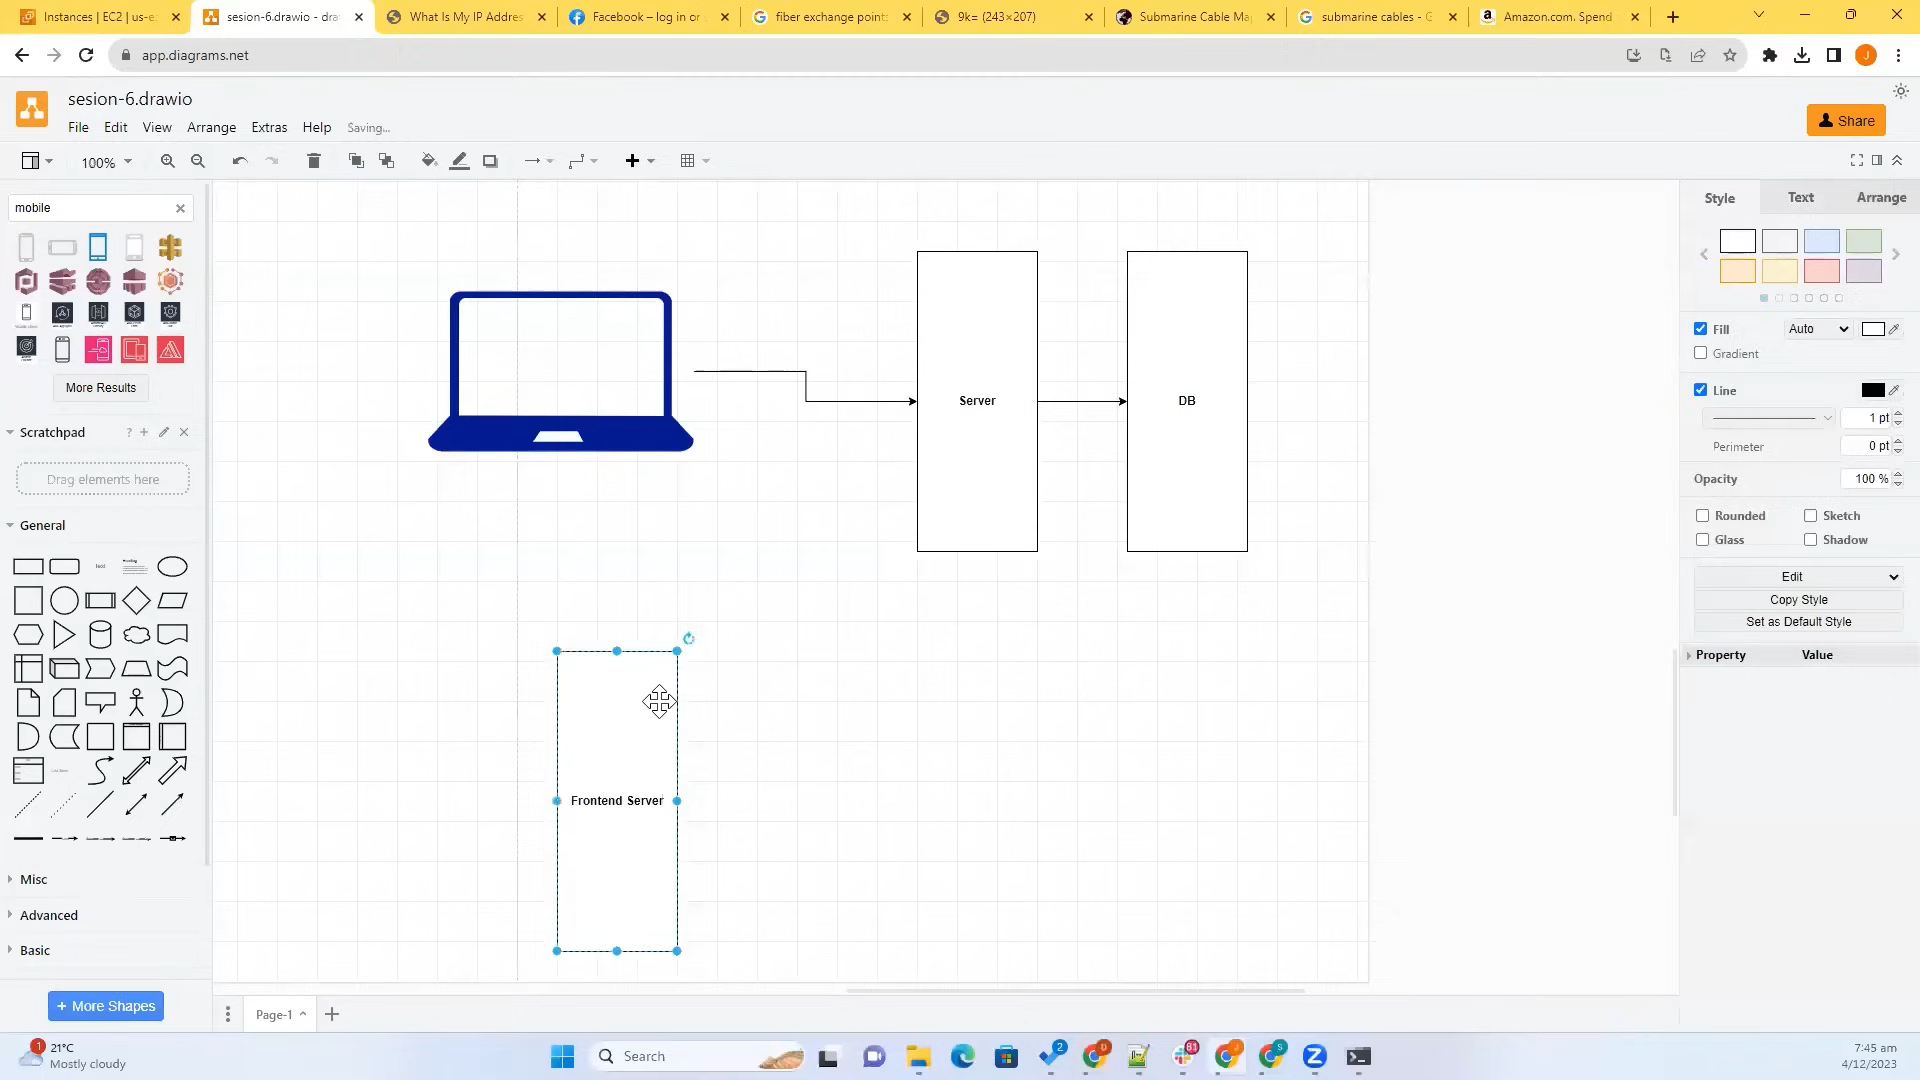 Instances | EC2 | us-e
sesion-6.drawio - dra
What Is My IP Addres
Facebook – log in or
fiber exchange points
9k= (243×207)
Submarine Cable Ma
submarine cables - G
Amazon.com. Spend
app.diagrams.net
J
sesion-6.drawio
File
Edit
View
Arrange
Extras
Help
Saving...
Share
100%
mobile
More Results
Scratchpad
?
Drag elements here
General
Misc
Advanced
Basic
+ More Shapes
Server
DB
Frontend Server
Style
Text
Arrange
Fill
Auto
Gradient
Line
1 pt
Perimeter
0 pt
Opacity
100 %
Rounded
Sketch
Glass
Shadow
Edit
Copy Style
Set as Default Style
Property
Value
Page-1
1
21°C
Mostly cloudy
Search
2
D
81
J
S
7:45 am
4/12/2023